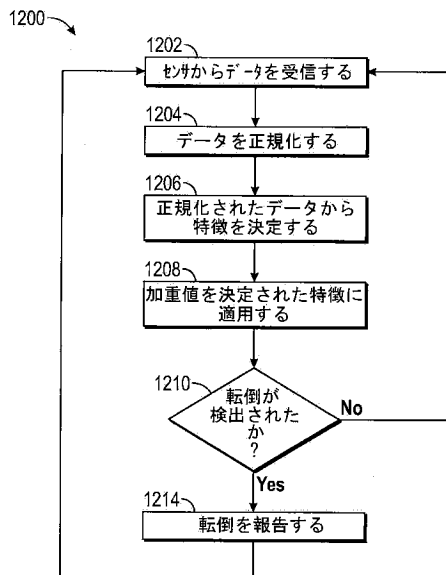 1200
1202
センサからデータを受信する
1204
データを正規化する
1206
正規化されたデータから
特徴を決定する
1208
加重値を決定された特徴に
適用する
1210
転倒が
検出された
か
?
No
Yes
1214
転倒を報告する